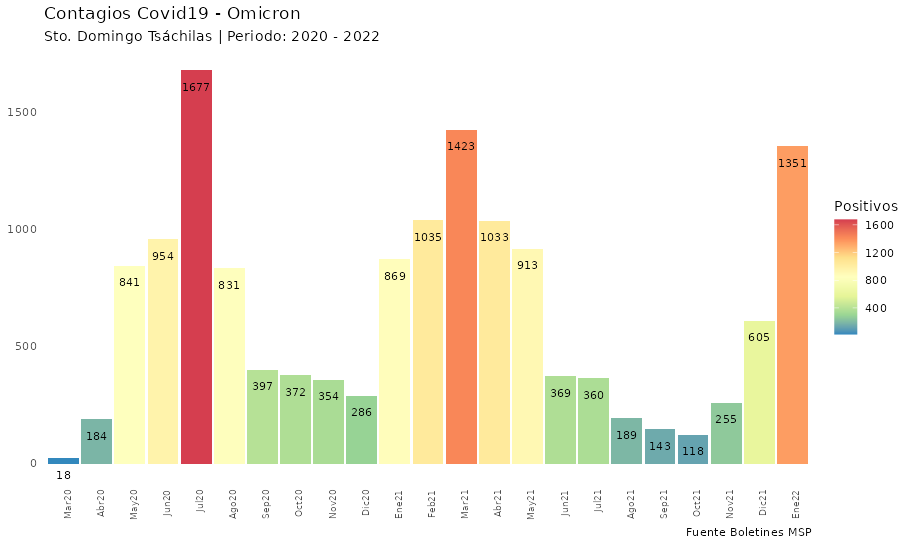 Contagios Covid19 - Omicron
Sto. Domingo Tsáchilas | Periodo: 2020 - 2022
1500
1000
500
0
18
184
841
954
1677
831
397
372
354
286
869
1035
1423
1033
913
369
360
189
143
118
255
605
1351
Mar20
Abr20
May20
Jun20
Jul20
Ago20
Sep20
Oct20
Nov20
Dic20
Ene21
Feb21
Mar21
Abr21
May21
Jun21
Jul21
Ago21
Sep21
Oct21
Nov21
Dic21
Ene22
Positivos
1600
1200
800
400
Fuente Boletines MSP